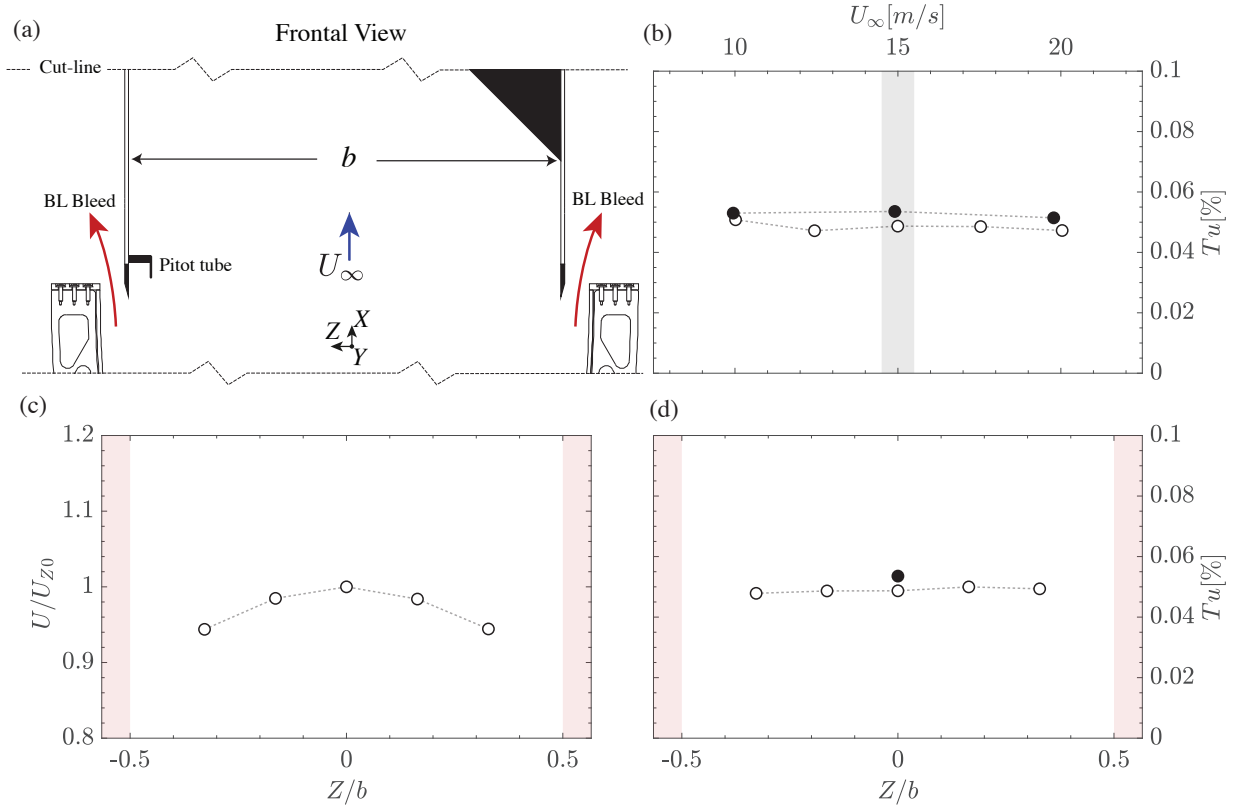 (a)
Frontal View
Cut-line
b
BL Bleed
BL Bleed
Pitot tube
U∞
Z
X
Y
(b)
U∞[m/s]
10
15
20
0.1
0.08
0.06
0.04
0.02
0
Tu[%]
(c)
1.2
1.1
1
0.9
0.8
U/U_{Z0}
-0.5
0
0.5
Z/b
(d)
0.1
0.08
0.06
0.04
0.02
0
Tu[%]
-0.5
0
0.5
Z/b